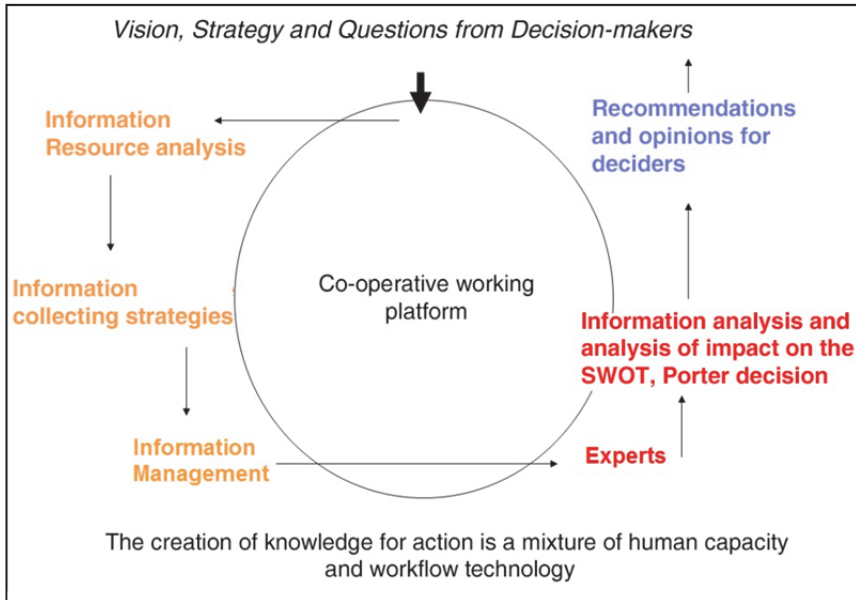 Vision, Strategy and Questions from Decision-makers
Information
Resource analysis
Information
collecting strategies
Information
Management
Co-operative working
platform
Experts
Information analysis and
analysis of impact on the
SWOT, Porter decision
Recommendations
and opinions for
deciders
The creation of knowledge for action is a mixture of human capacity
and workflow technology